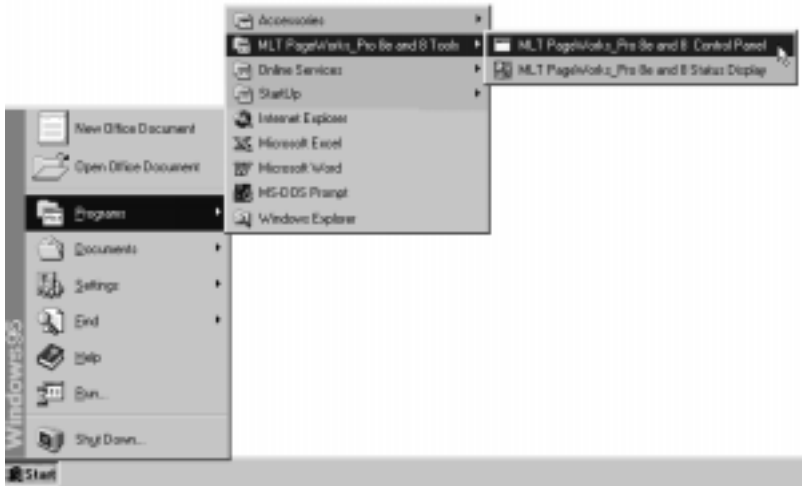 Accessories
MLT PageWorks_Pro 8e and 8 Tools
Online Services
StartUp
Internet Explorer
Microsoft Excel
Microsoft Word
MS-DOS Prompt
Windows Explorer
MLT PageWorks_Pro 8e and 8 Control Panel
MLT PageWorks_Pro 8e and 8 Status Display
New Office Document
Open Office Document
Programs
Documents
Settings
Find
Help
Run...
Shut Down...
Windows95
Start